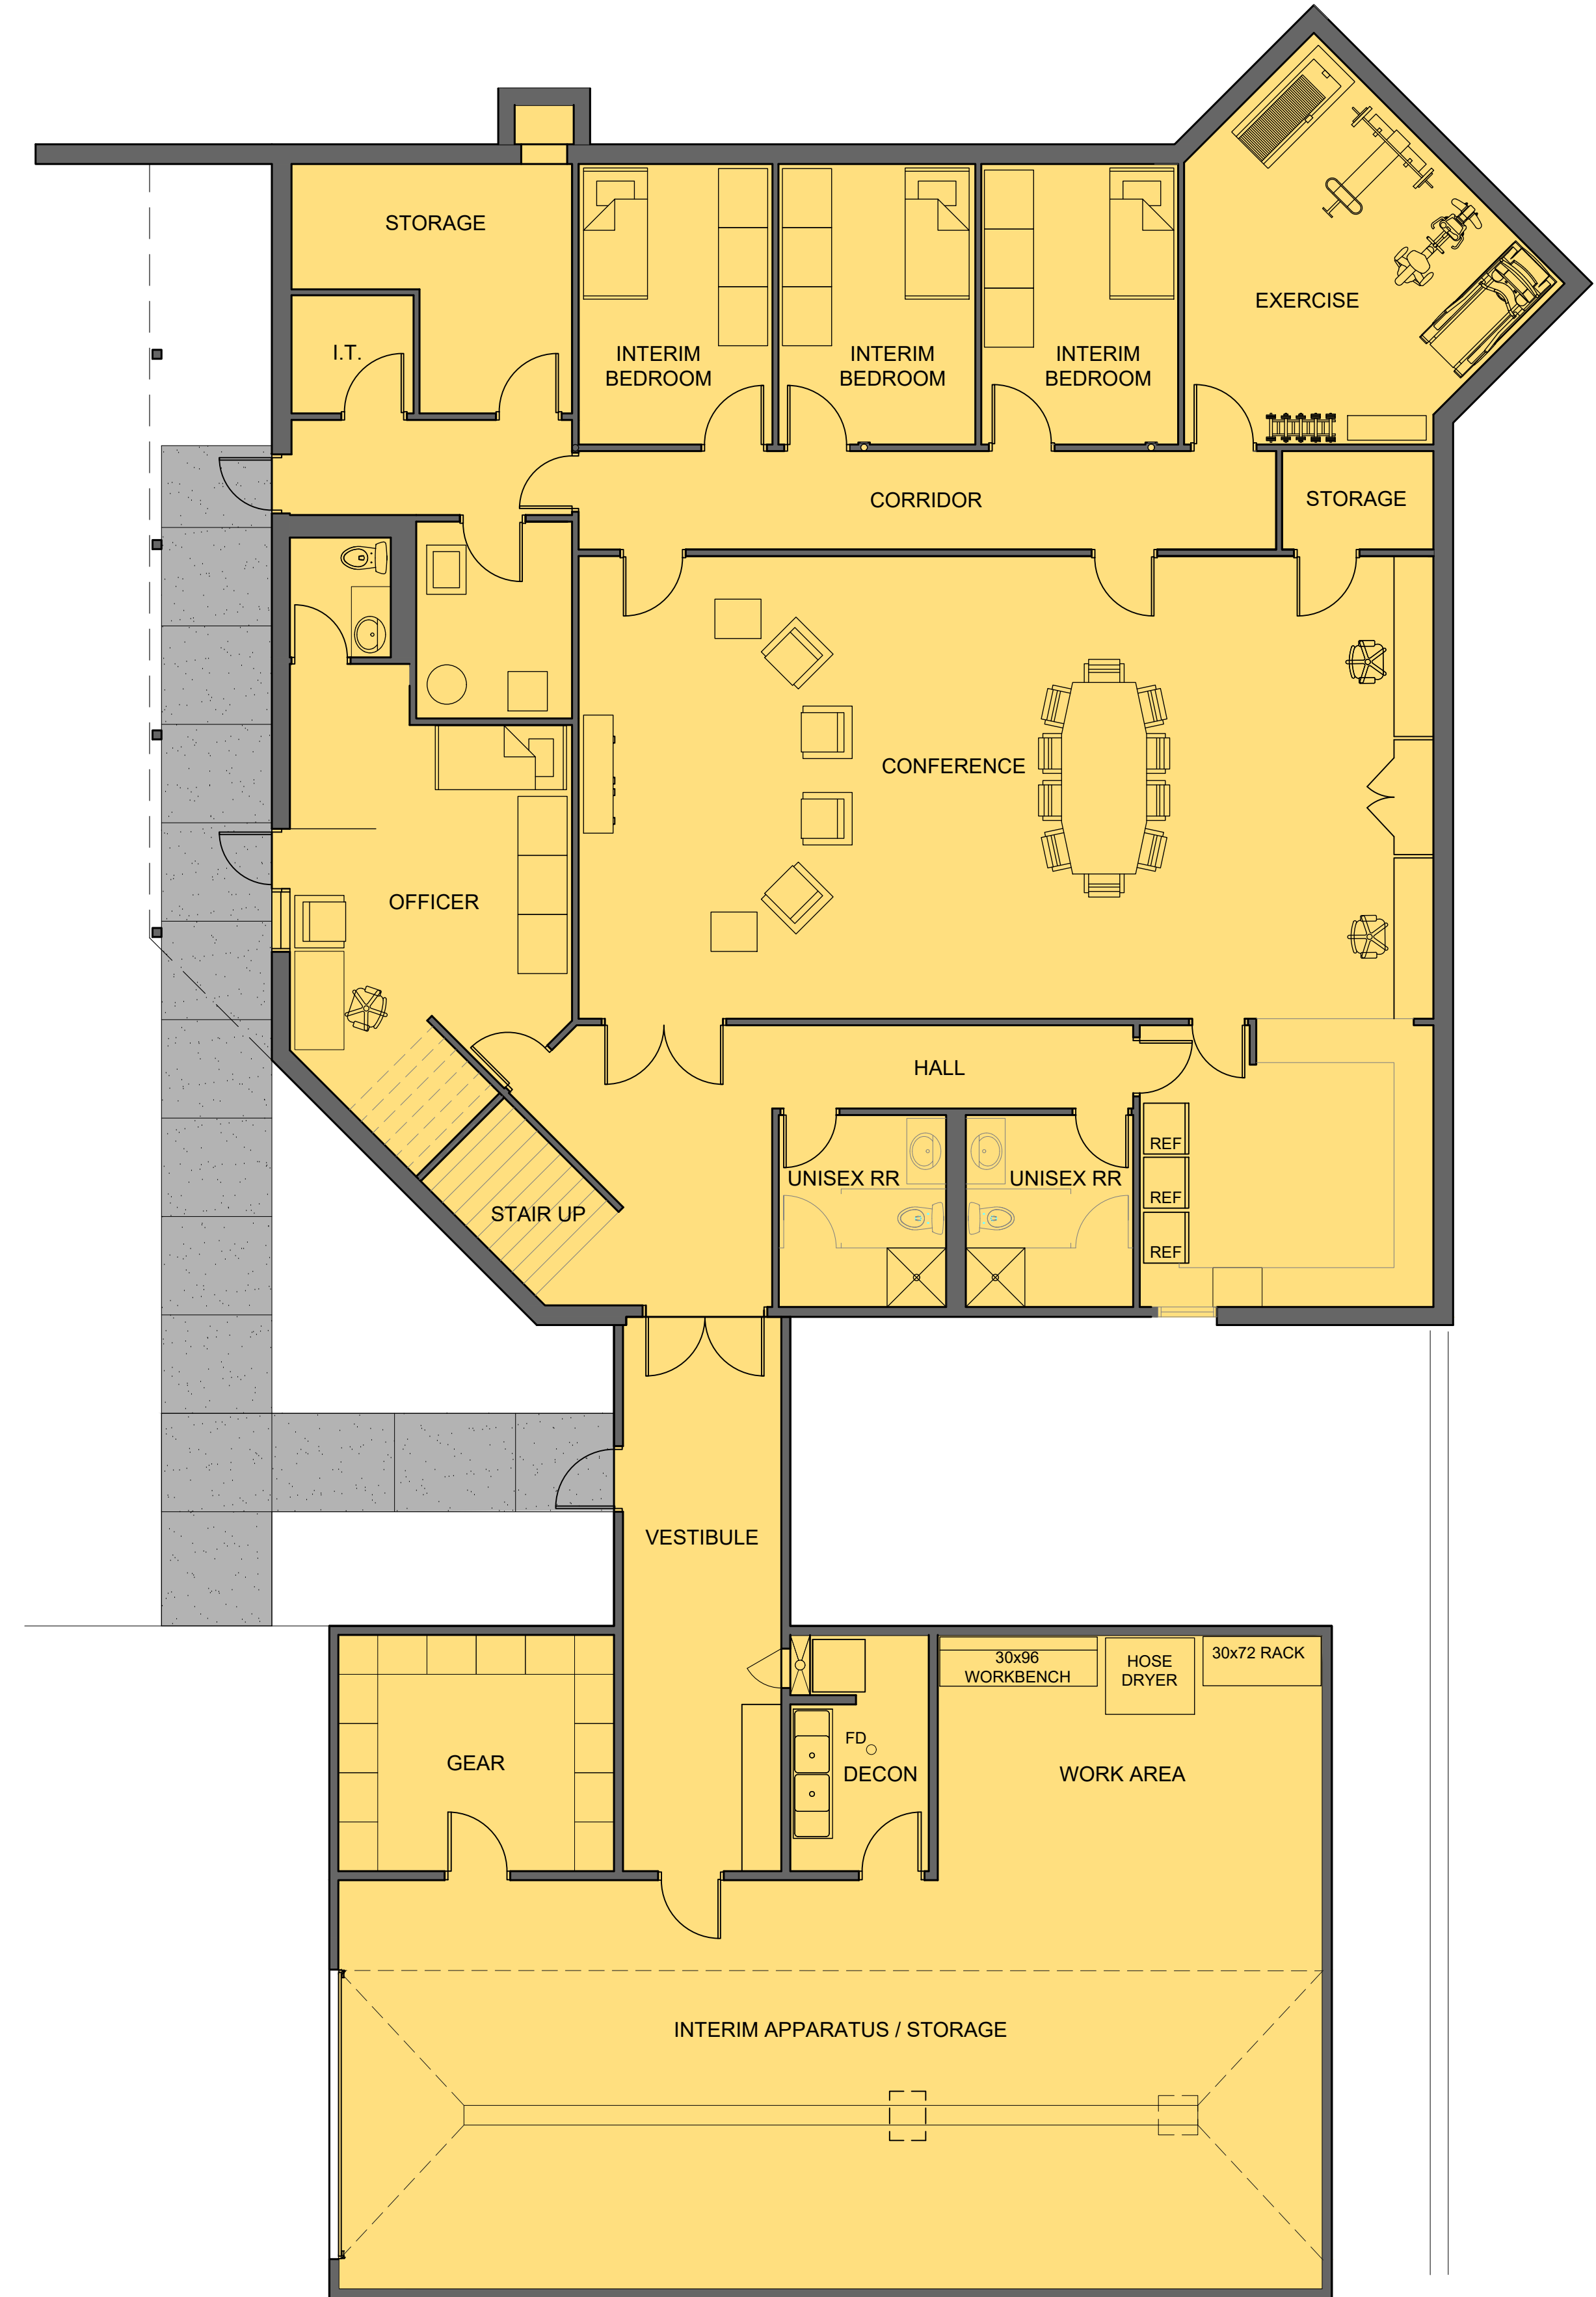 STORAGE
I.T.
INTERIM
BEDROOM
INTERIM
BEDROOM
INTERIM
BEDROOM
EXERCISE
CORRIDOR
STORAGE
CONFERENCE
OFFICER
HALL
REF
REF
REF
UNISEX RR
UNISEX RR
STAIR UP
VESTIBULE
30x96
WORKBENCH
HOSE
DRYER
30x72 RACK
FD
GEAR
DECON
WORK AREA
INTERIM APPARATUS / STORAGE